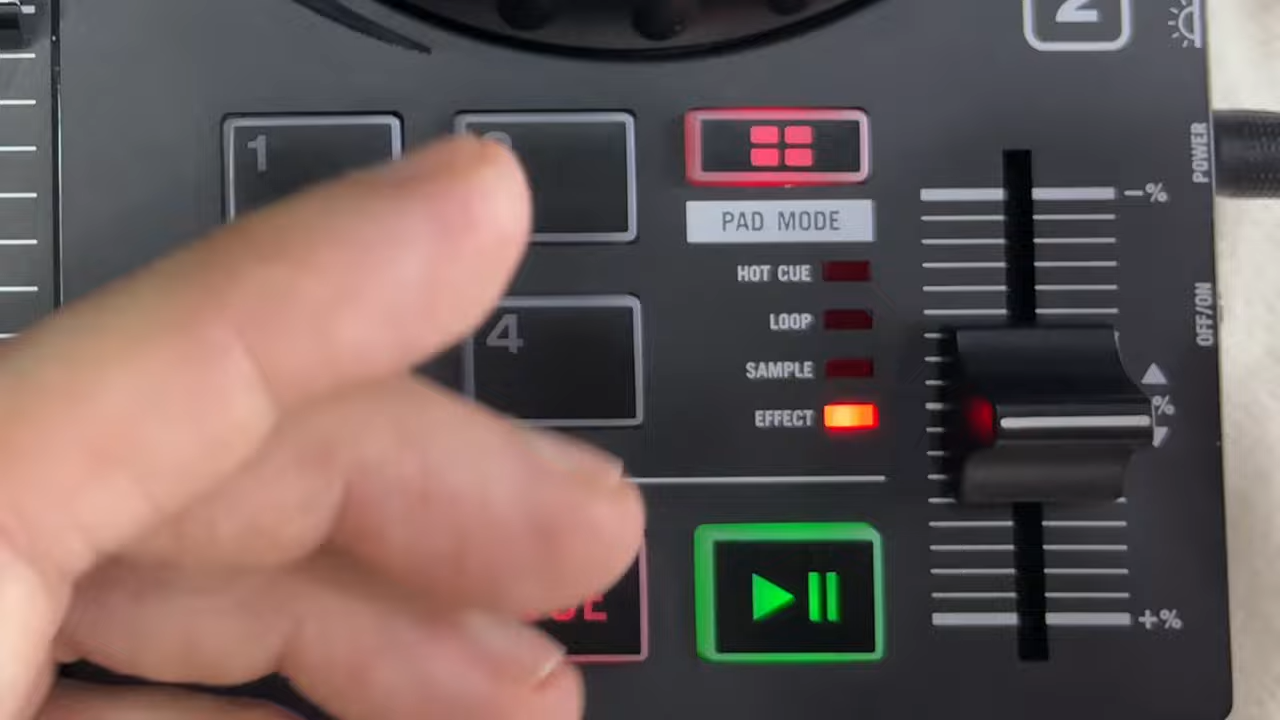 2
1
POWER
–%
PAD MODE
HOT CUE
OFF/ON
LOOP
4
SAMPLE
%
EFFECT
+%